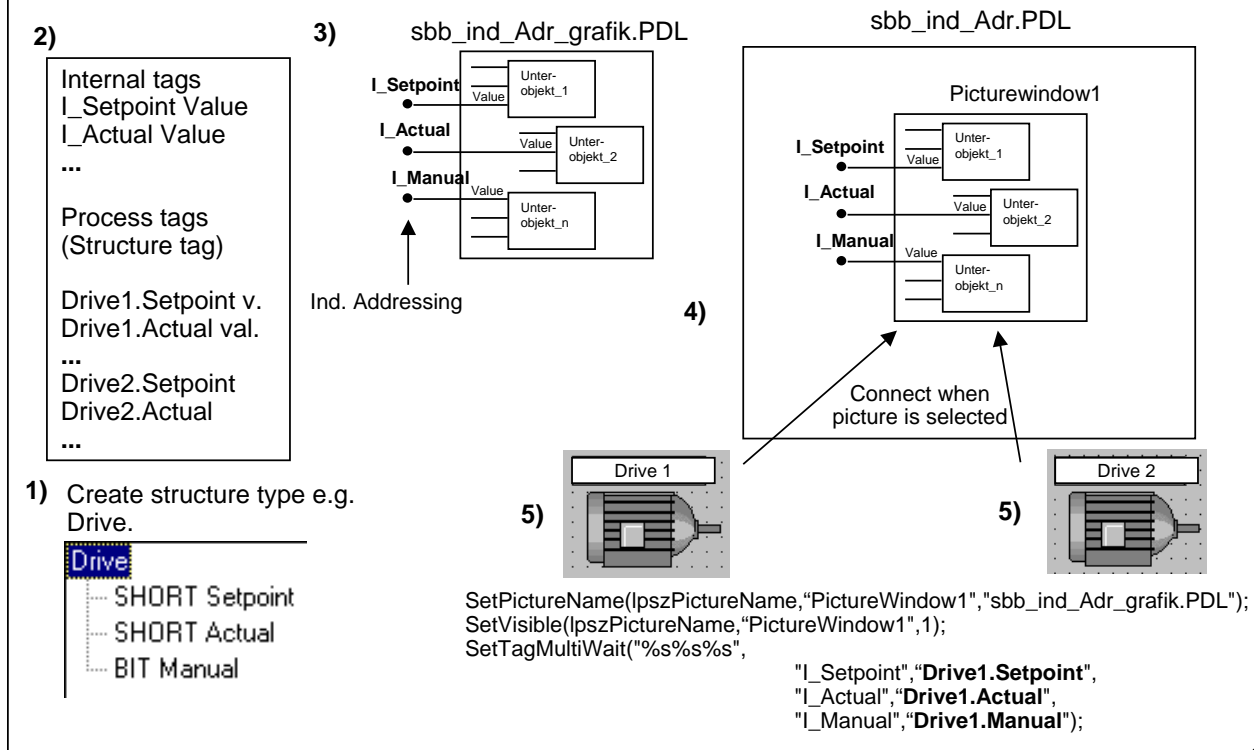 2)
Internal tags
I_Setpoint Value
I_Actual Value
...
Process tags
(Structure tag)
Drive1.Setpoint v.
Drive1.Actual val.
...
Drive2.Setpoint
Drive2.Actual
...
1) Create structure type e.g.
Drive.
Drive
SHORT Setpoint
SHORT Actual
BIT Manual
3) sbb_ind_Adr_grafik.PDL
I_Setpoint
Value
Unter-
objekt_1
I_Actual
Value
Unter-
objekt_2
I_Manual
Value
Unter-
objekt_n
Ind. Addressing
sbb_ind_Adr.PDL
Picturewindow1
I_Setpoint
Value
Unter-
objekt_1
I_Actual
Value
Unter-
objekt_2
I_Manual
Value
Unter-
objekt_n
4)
Connect when
picture is selected
5)
Drive 1
5)
Drive 2
SetPictureName(lpszPictureName,“PictureWindow1","sbb_ind_Adr_grafik.PDL");
SetVisible(lpszPictureName,“PictureWindow1",1);
SetTagMultiWait("%s%s%s",
"I_Setpoint",“Drive1.Setpoint",
"I_Actual",“Drive1.Actual",
"I_Manual",“Drive1.Manual");